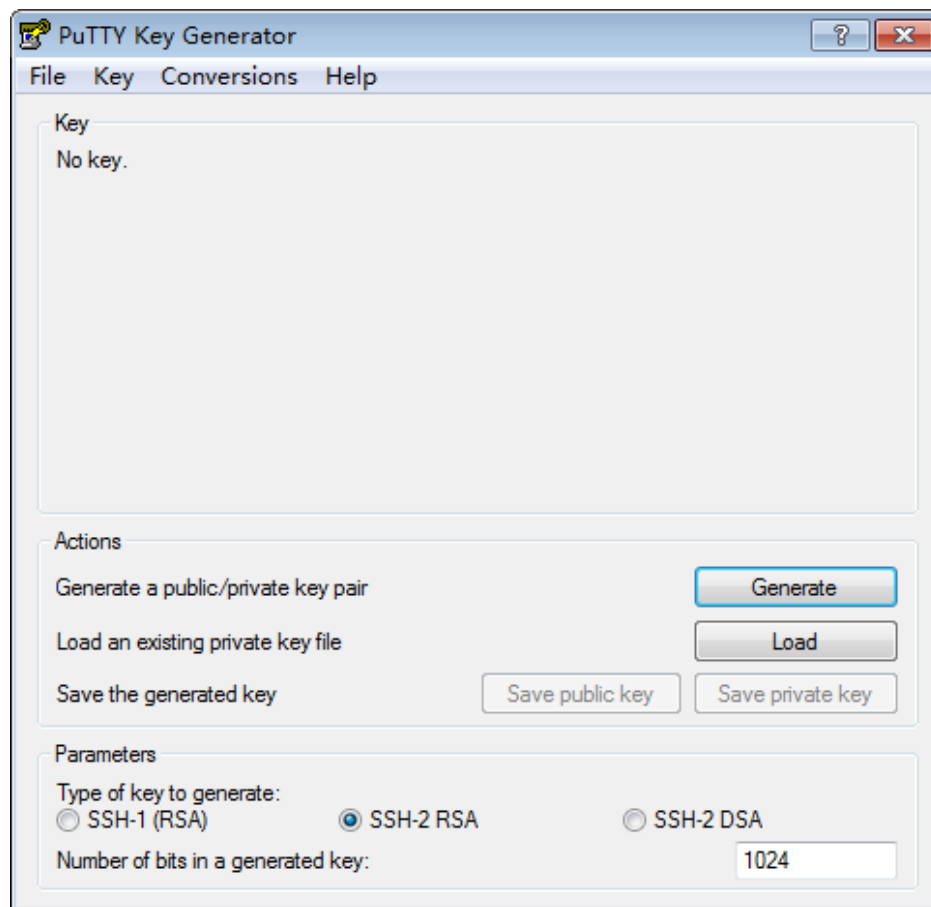 PuTTY Key Generator
File Key Conversions Help
Key
No key.
Actions
Generate a public/private key pair
Generate
Load an existing private key file
Load
Save the generated key
Save public key
Save private key
Parameters
Type of key to generate:
SSH-1 (RSA)
SSH-2 RSA
SSH-2 DSA
Number of bits in a generated key:
1024